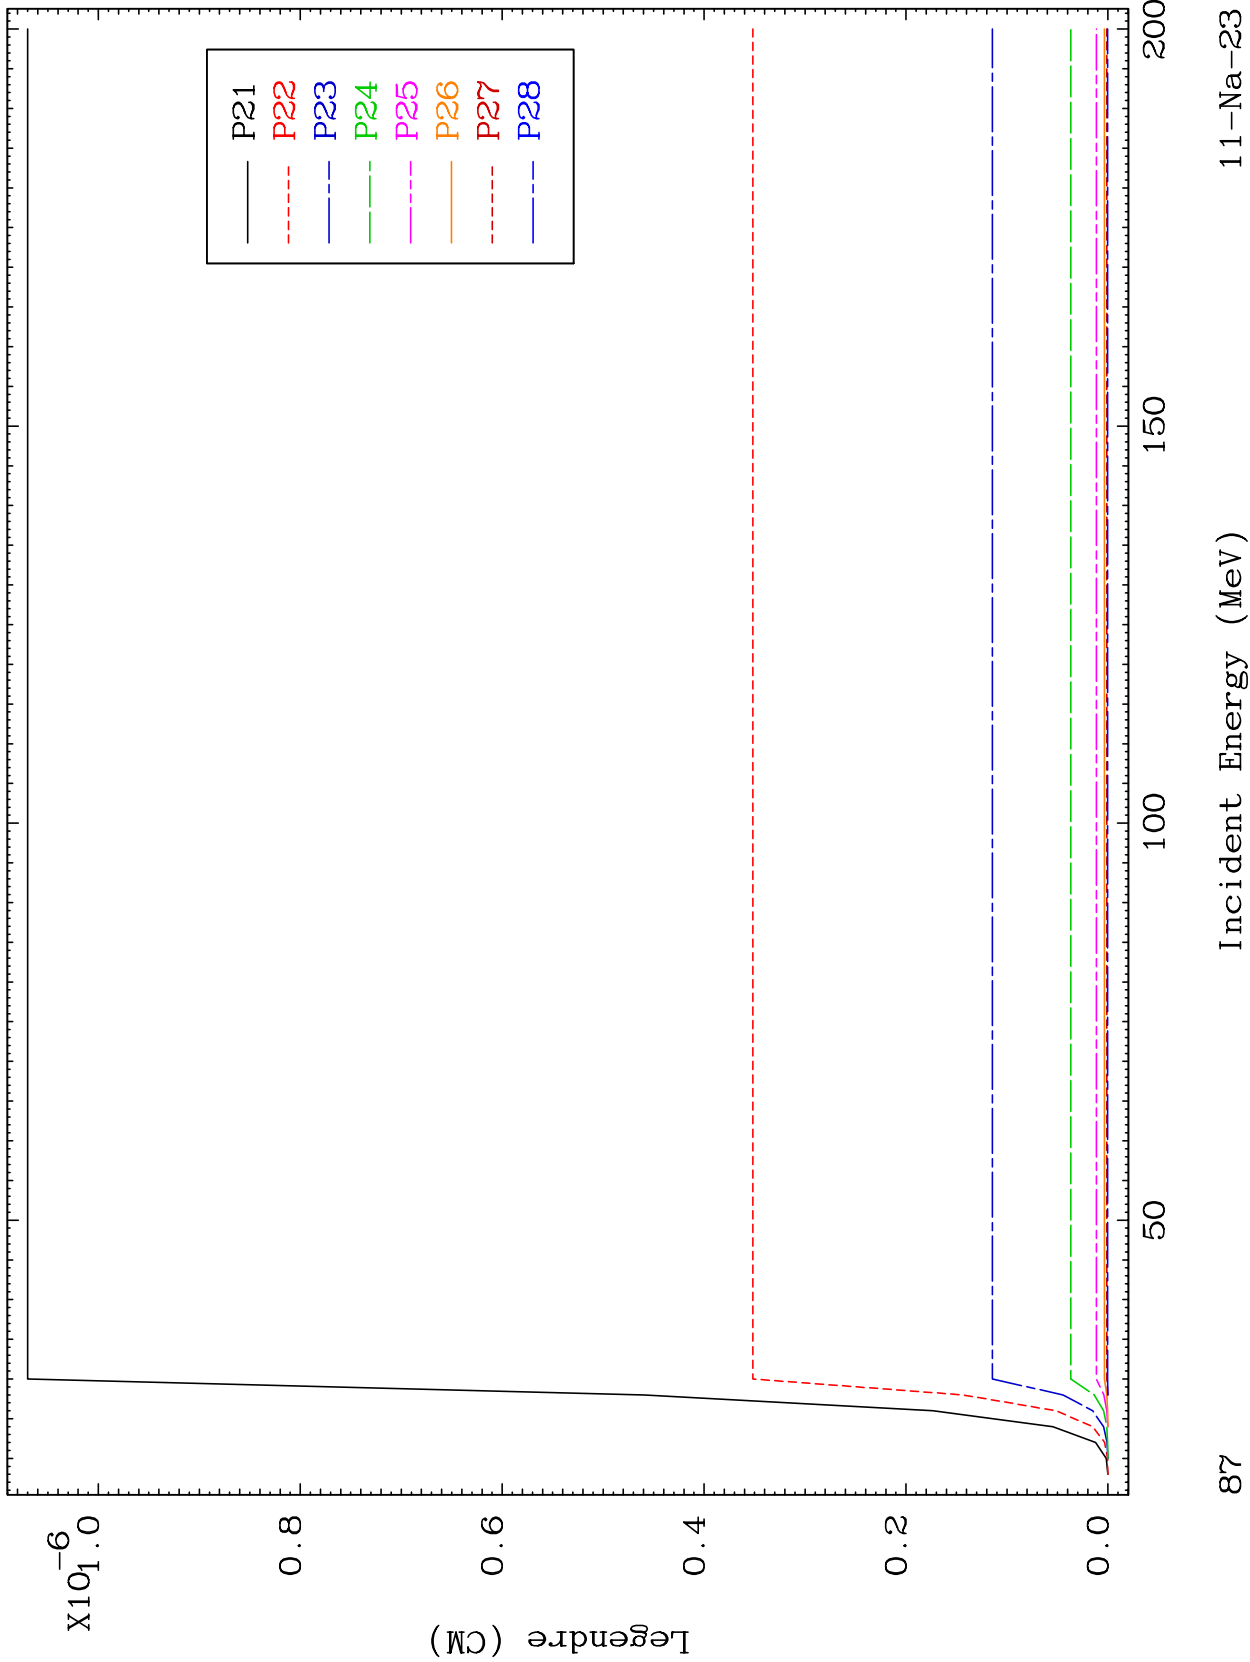 X10-6
1.0
0.8
0.6
0.4
0.2
0.0
Legendre (CM)
P21
P22
P23
P24
P25
P26
P27
P28
50
100
150
200
Incident Energy (MeV)
87
11-Na-23